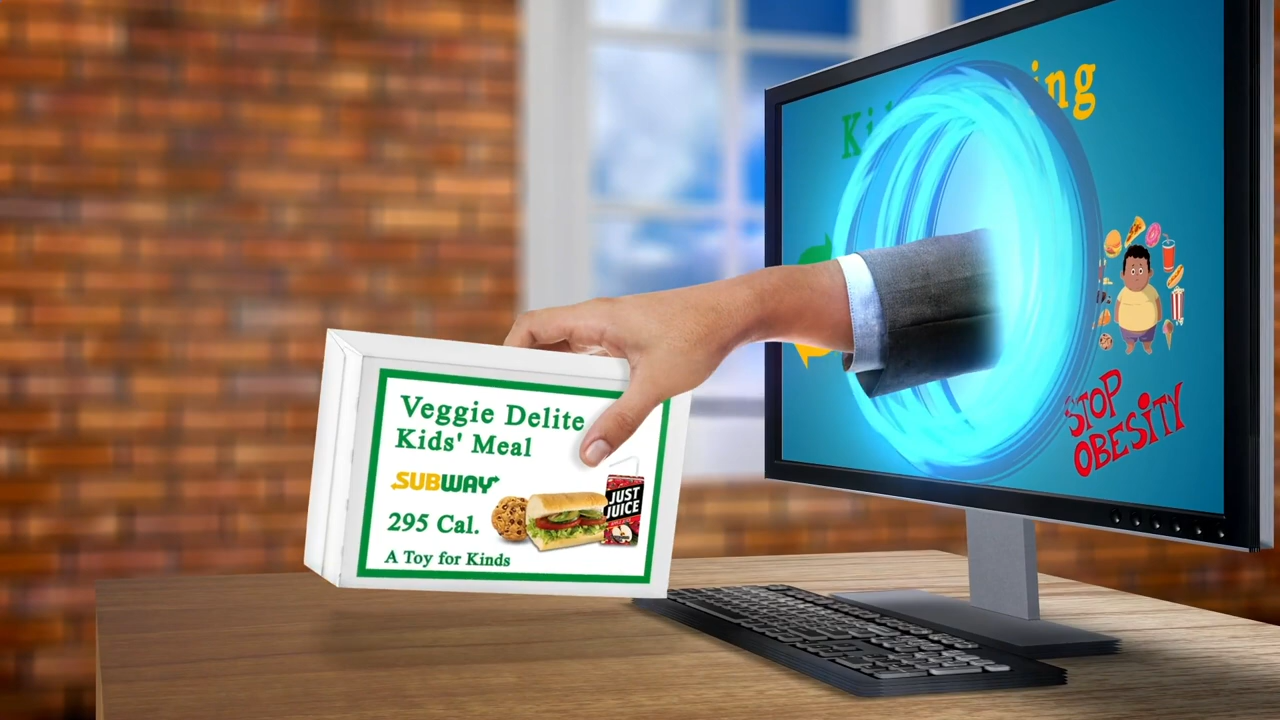 Veggie Delite
Kids' Meal
SUBWAY
295 Cal.
A Toy for Kinds
JUST
JUICE
STOP
OBESITY